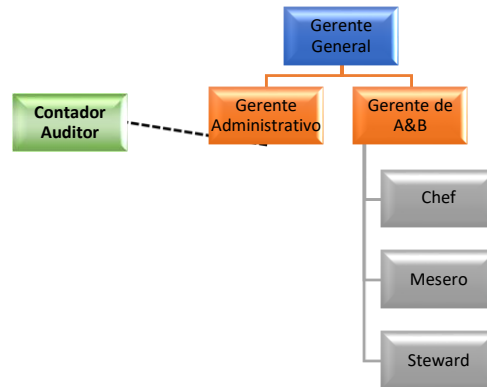 Gerente
General
Contador
Auditor
Gerente
Administrativo
Gerente de
A&B
Chef
Mesero
Steward